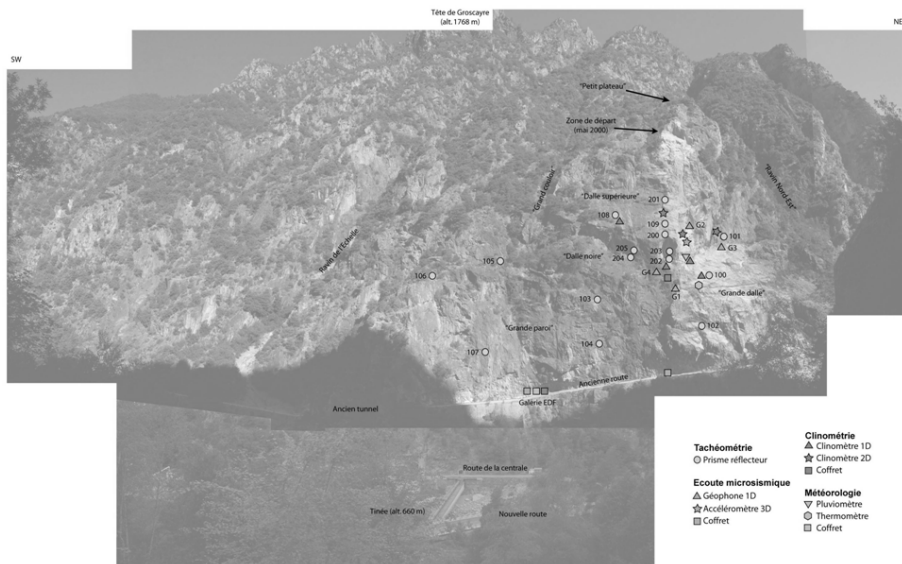 Tête de Groscayre
(alt. 1768 m)
SW
NE
"Petit plateau"
Zone de départ
(mai 2000)
"Ravin Nord-Est"
"Grand couloir"
"Dalle supérieure"
201
108
109
G2
200
101
Ravin de l'Echelle
205
G3
"Dalle noire"
204
203
105
202
106
G4
100
G1
"Grande dalle"
103
"Grande paroi"
102
104
107
Ancienne route
Galérie EDF
Ancien tunnel
Route de la centrale
Tinée (alt. 660 m)
Nouvelle route
Tachéométrie
Prisme réflecteur
Ecoute microsismique
Géophone 1D
Accéléromètre 3D
Coffret
Clinométrie
Clinomètre 1D
Clinomètre 2D
Coffret
Météorologie
Pluviomètre
Thermomètre
Coffret